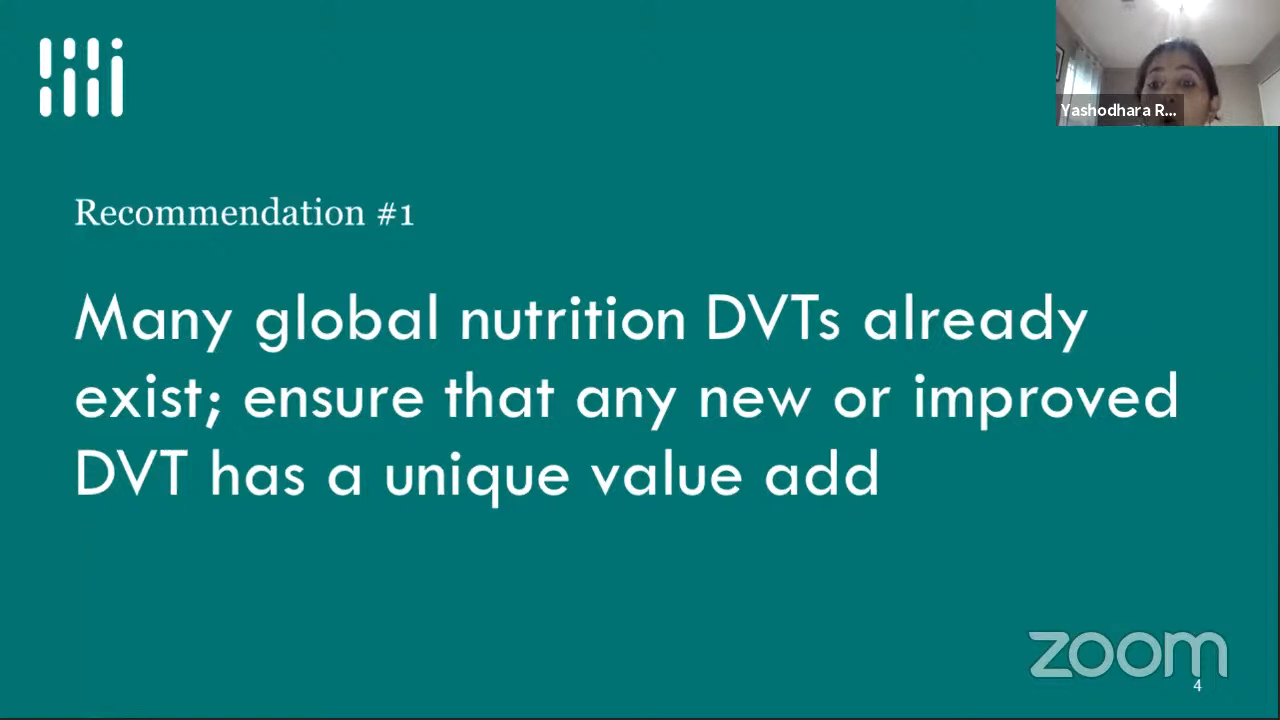 Yashodhara R...
Recommendation #1
Many global nutrition DVTs already
exist; ensure that any new or improved
DVT has a unique value add
zoom
4